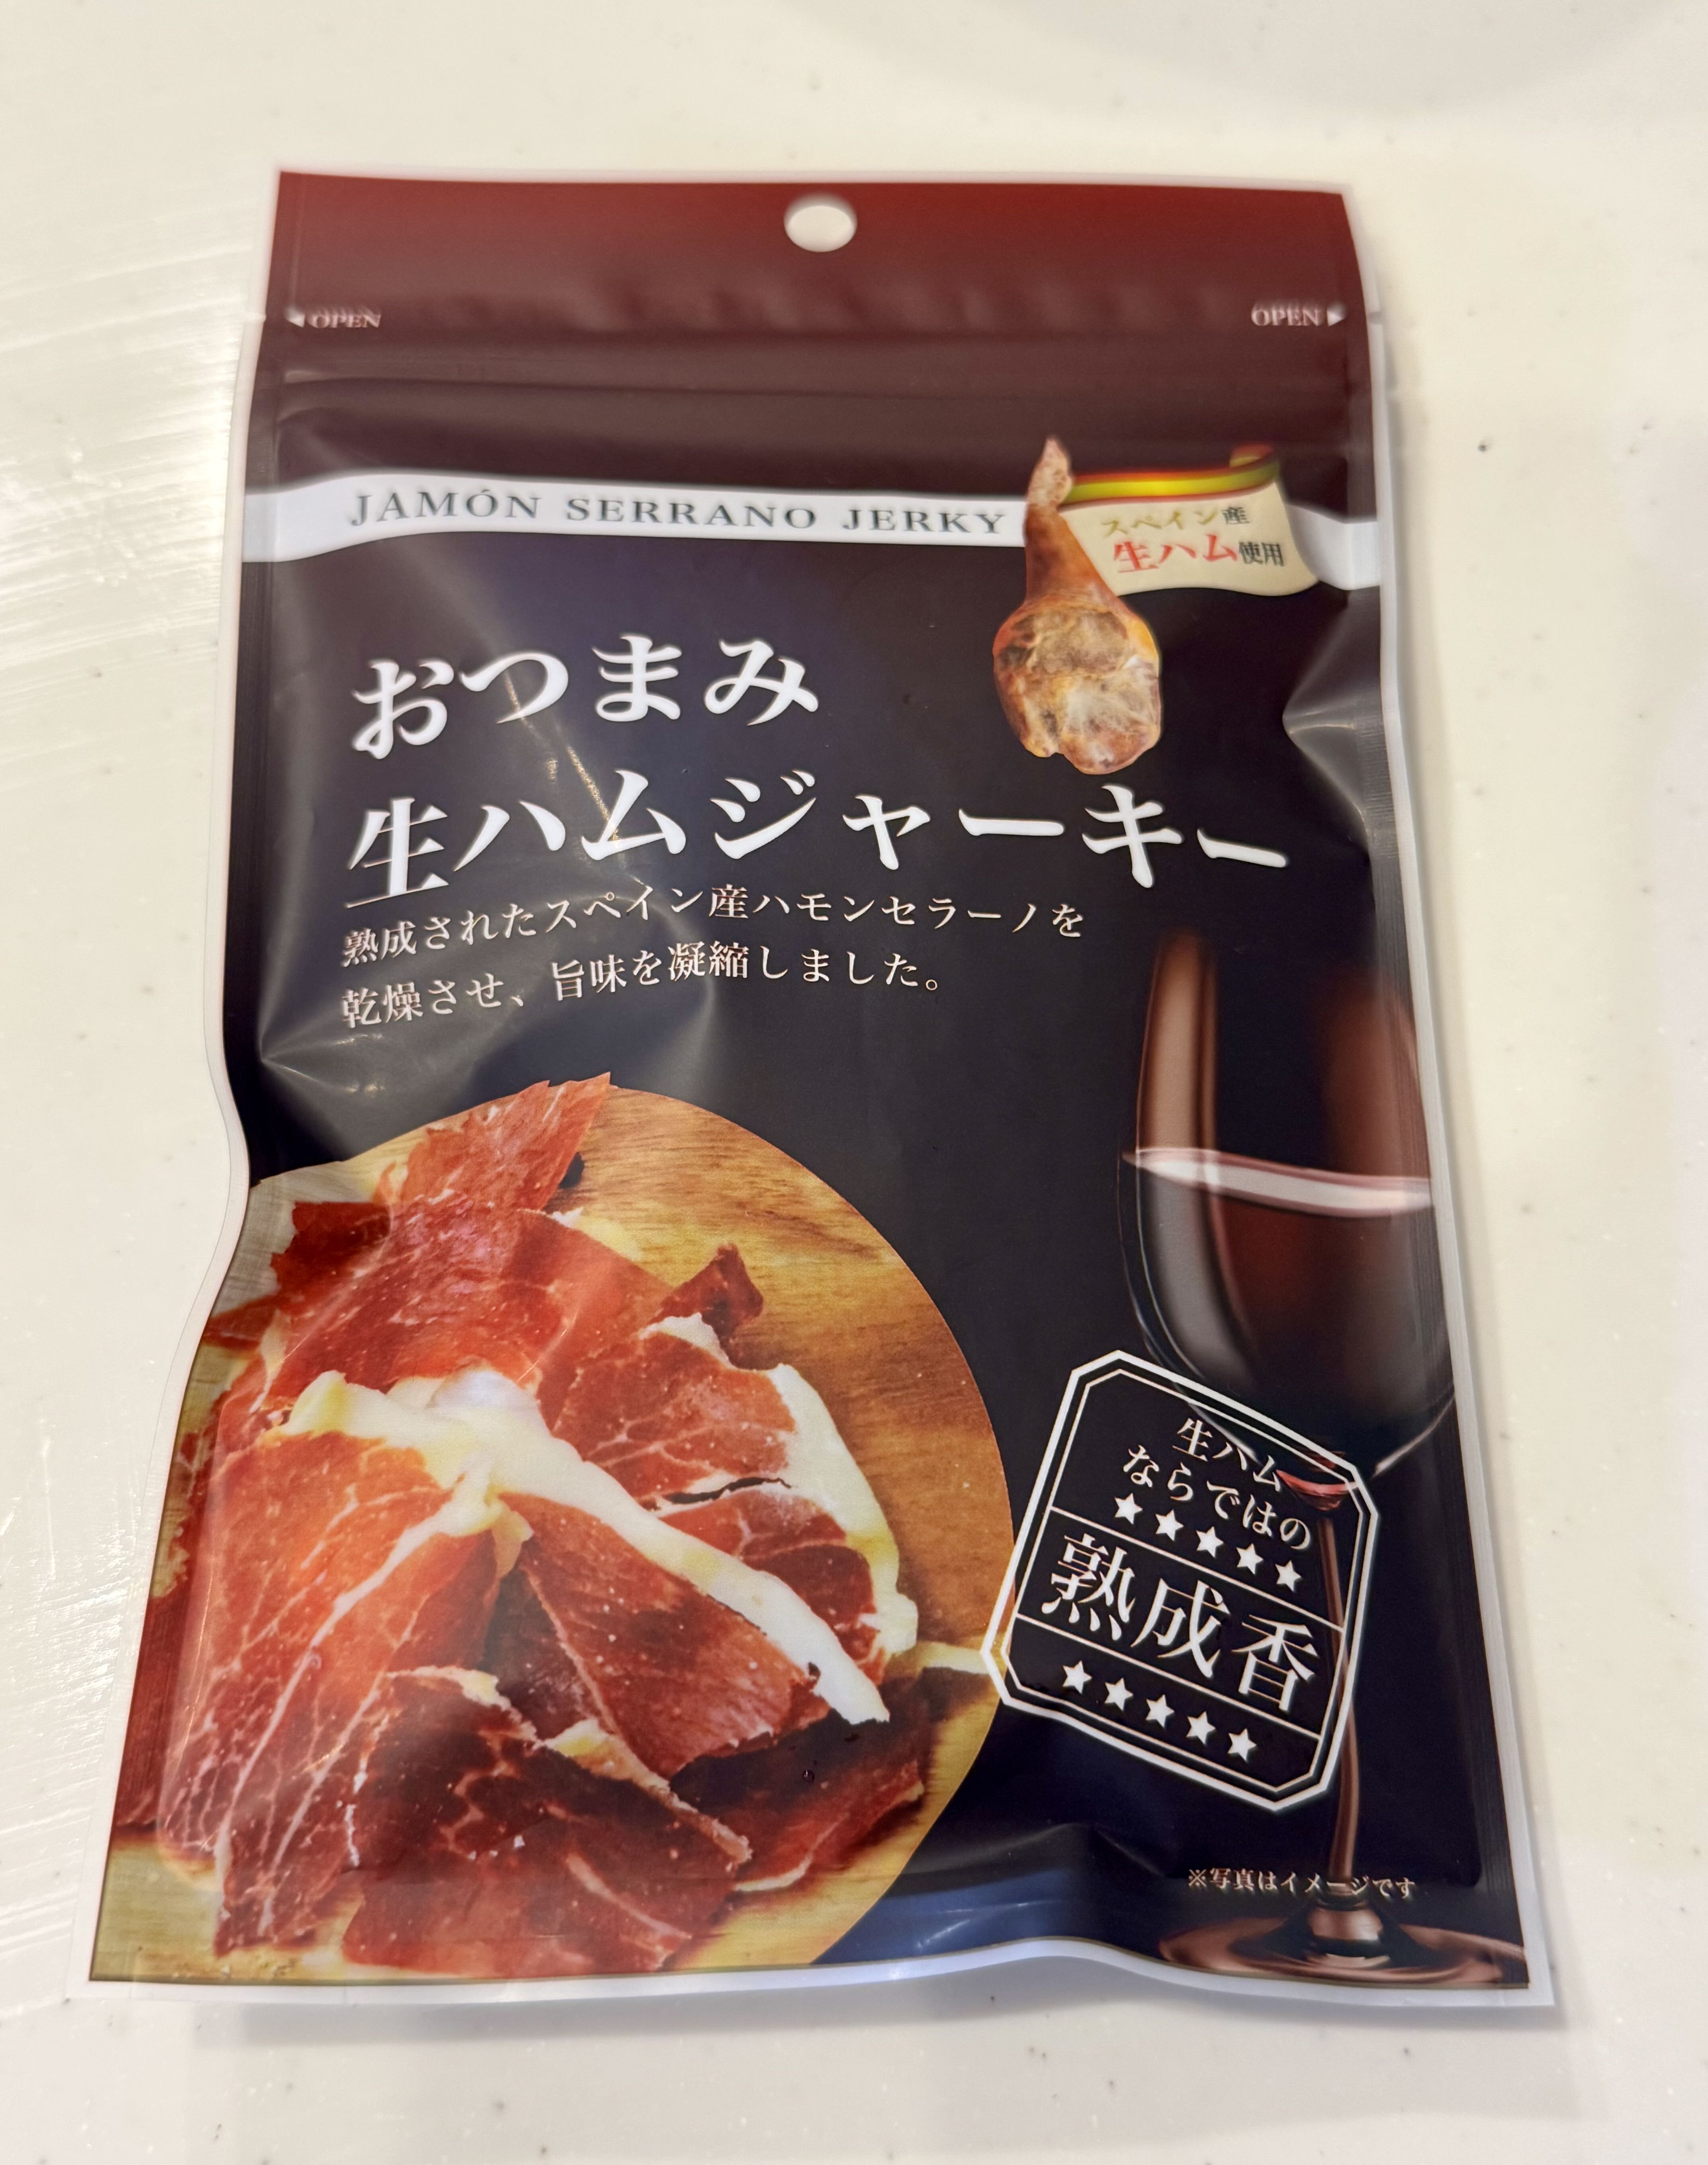 OPEN
OPEN
JAMÓN SERRANO JERKY
スペイン産
生ハム使用
おつまみ
生ハムジャーキー
熟成されたスペイン産ハモンセラーノを
乾燥させ、旨味を凝縮しました。
生ハム
ならではの
★★★★★
熟成香
★★★★★
※写真はイメージです